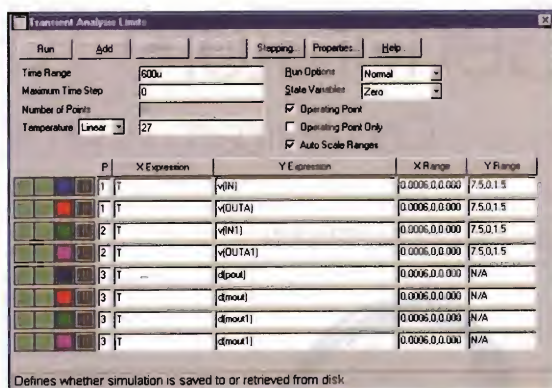 Transient Analysis Limits
Run Add Stepping... Properties... Help...
Time Range 600u Run Options Normal
Maximum Time Step 0 State Variables Zero
Number of Points Operating Point
Temperature Linear 27 Operating Point Only
Auto Scale Ranges
P X Expression Y Expression X Range Y Range
1 T v(IN) 0.0006,0,0.000 7.5,0,1.5
1 T v(OUTA) 0.0006,0,0.000 7.5,0,1.5
2 T v(IN1) 0.0006,0,0.000 7.5,0,1.5
2 T v(OUTA1) 0.0006,0,0.000 7.5,0,1.5
3 T d(pout) 0.0006,0,0.000 N/A
3 T d(mout) 0.0006,0,0.000 N/A
3 T d(mout1) 0.0006,0,0.000 N/A
3 T d(mout1) 0.0006,0,0.000 N/A
Defines whether simulation is saved to or retrieved from disk